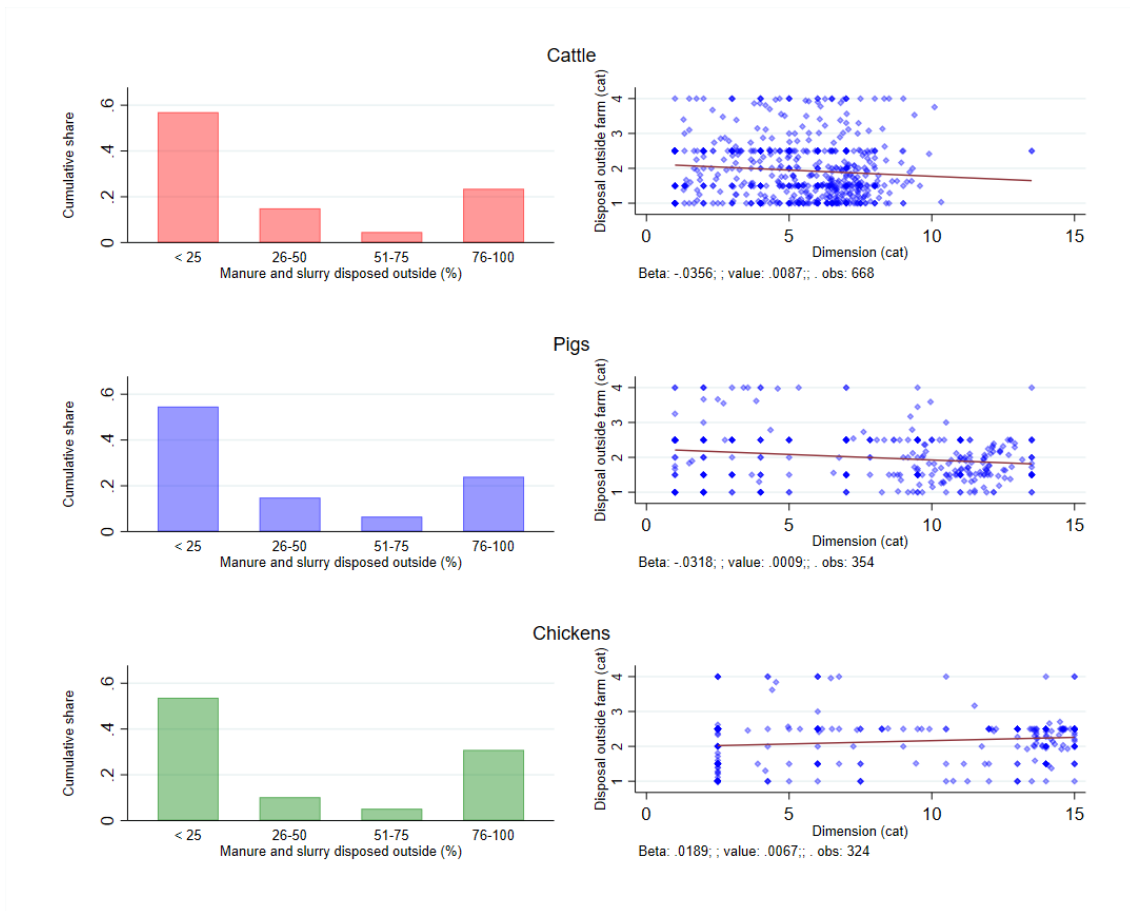 Cattle
Cumulative share
0 .2 .4 .6
< 25 26-50 51-75 76-100
Manure and slurry disposed outside (%)
Disposal outside farm (cat)
1 2 3 4
0 5 10 15
Dimension (cat)
Beta: -.0356; ; value: .0087;; . obs: 668
Pigs
Cumulative share
0 .2 .4 .6
< 25 26-50 51-75 76-100
Manure and slurry disposed outside (%)
Disposal outside farm (cat)
1 2 3 4
0 5 10 15
Dimension (cat)
Beta: -.0318; ; value: .0009;; . obs: 354
Chickens
Cumulative share
0 .2 .4 .6
< 25 26-50 51-75 76-100
Manure and slurry disposed outside (%)
Disposal outside farm (cat)
1 2 3 4
0 5 10 15
Dimension (cat)
Beta: .0189; ; value: .0067;; . obs: 324